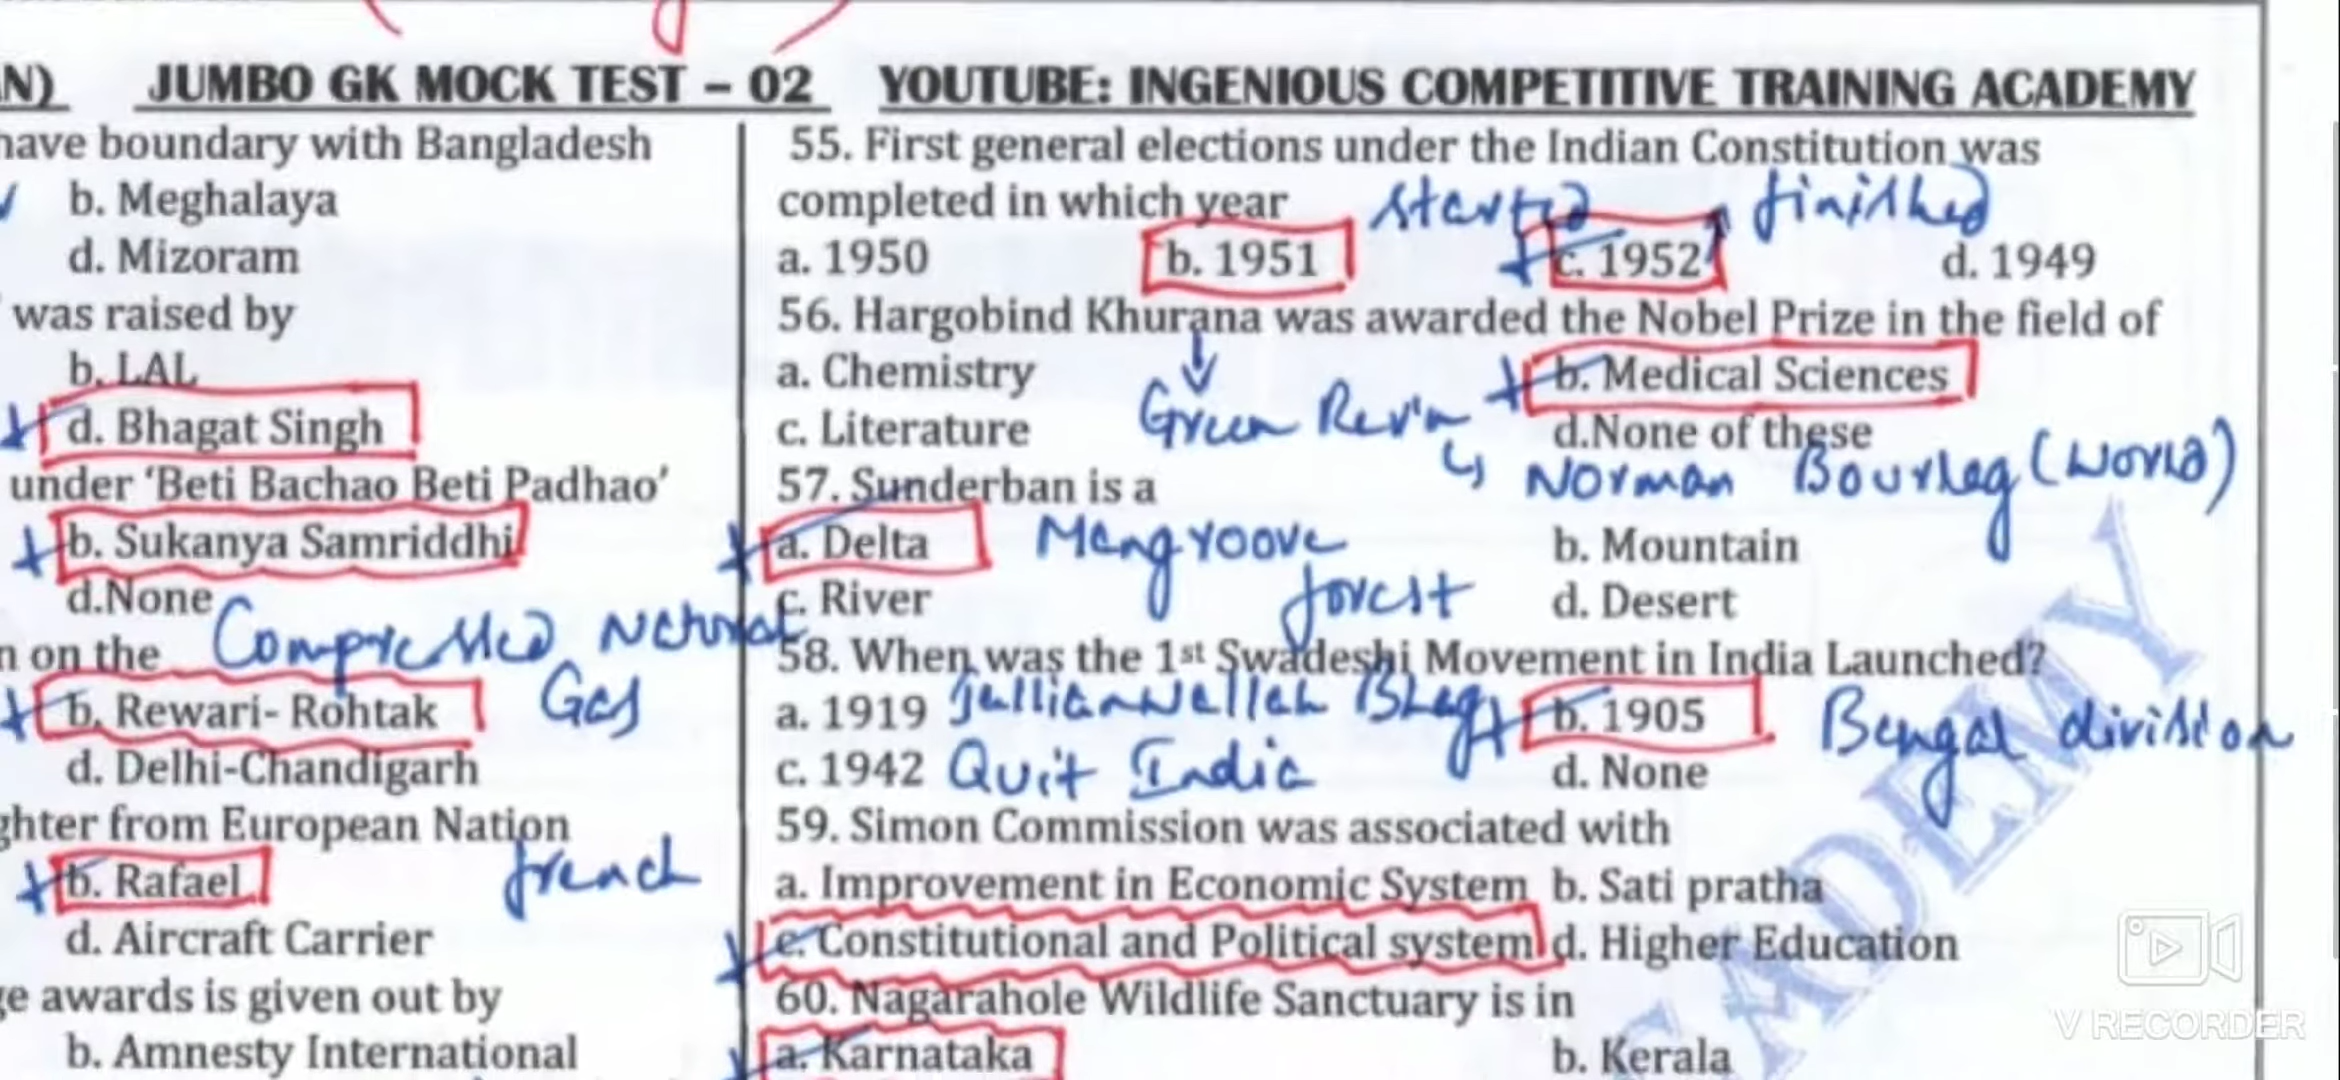 N) JUMBO GK MOCK TEST – 02 YOUTUBE: INGENIOUS COMPETITIVE TRAINING ACADEMY
have boundary with Bangladesh
b. Meghalaya
d. Mizoram
' was raised by
b. LAL
d. Bhagat Singh
under ‘Beti Bachao Beti Padhao’
b. Sukanya Samriddhi
d.None
n on the Compressed Natural
b. Rewari- Rohtak Gas
d. Delhi-Chandigarh
ghter from European Nation
b. Rafael french
d. Aircraft Carrier
ge awards is given out by
b. Amnesty International
55. First general elections under the Indian Constitution was
completed in which year started finished
a. 1950 b. 1951 c. 1952 d. 1949
56. Hargobind Khurana was awarded the Nobel Prize in the field of
a. Chemistry b. Medical Sciences
c. Literature Green Rev'n d.None of these
Norman Bourlag (World)
57. Sunderban is a
a. Delta Mangroove b. Mountain
c. River forest d. Desert
58. When was the 1st Swadeshi Movement in India Launched?
a. 1919 Jallianwallah Bhag b. 1905 Bengal division
c. 1942 Quit India d. None
59. Simon Commission was associated with
a. Improvement in Economic System b. Sati pratha
c. Constitutional and Political system d. Higher Education
60. Nagarahole Wildlife Sanctuary is in
a. Karnataka b. Kerala
CADEMY
V RECORDER